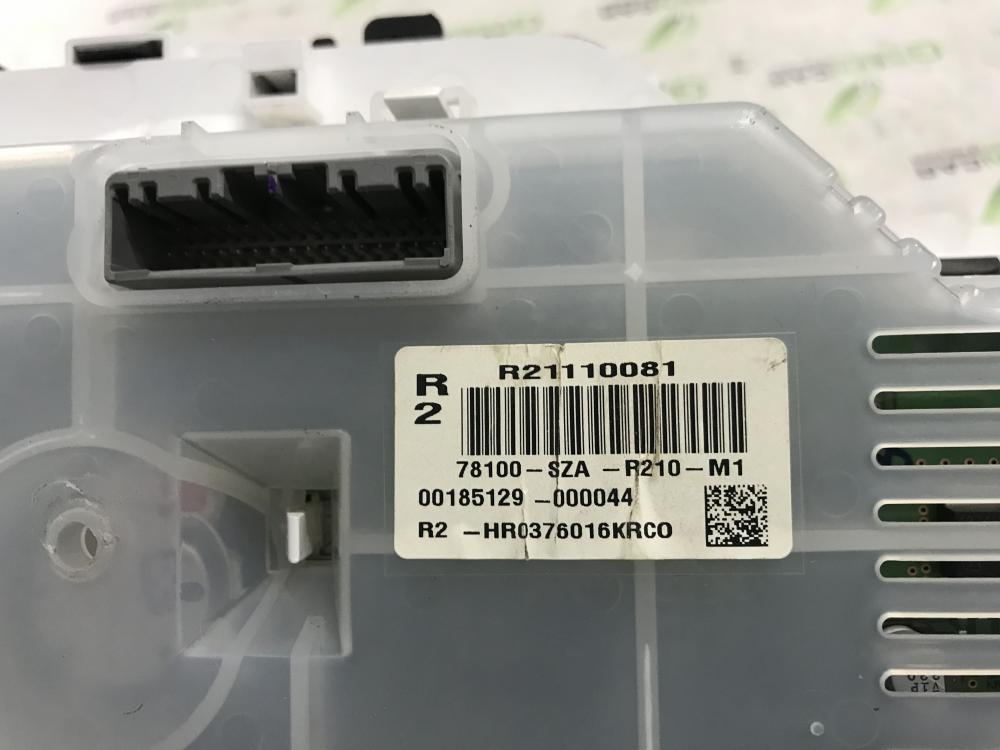 R21110081
R
2
78100-SZA -R210-M1
00185129-000044
R2 -HR0376016KRCO